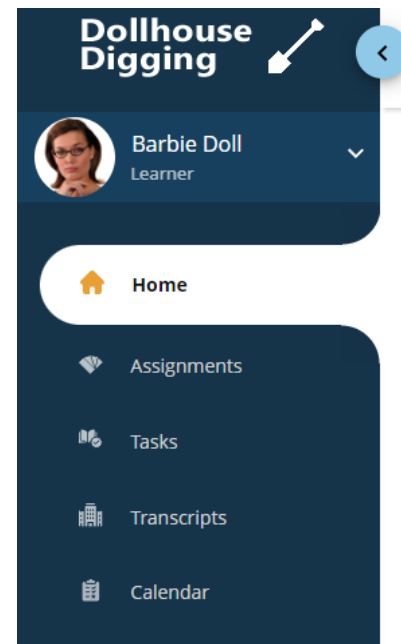 Dollhouse
Digging
Barbie Doll
Learner
Home
Assignments
Tasks
Transcripts
Calendar